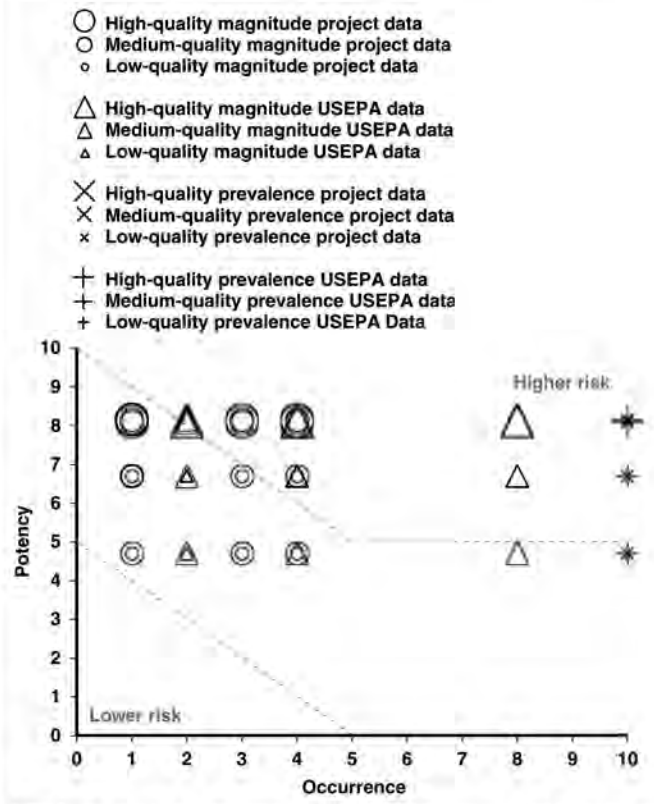 High-quality magnitude project data
Medium-quality magnitude project data
Low-quality magnitude project data
High-quality magnitude USEPA data
Medium-quality magnitude USEPA data
Low-quality magnitude USEPA data
High-quality prevalence project data
Medium-quality prevalence project data
Low-quality prevalence project data
High-quality prevalence USEPA data
Medium-quality prevalence USEPA data
Low-quality prevalence USEPA Data
10
Higher risk
9
8
7
6
5
4
3
2
1
0
Potency
Lower risk
0 1 2 3 4 5 6 7 8 9 10
Occurrence